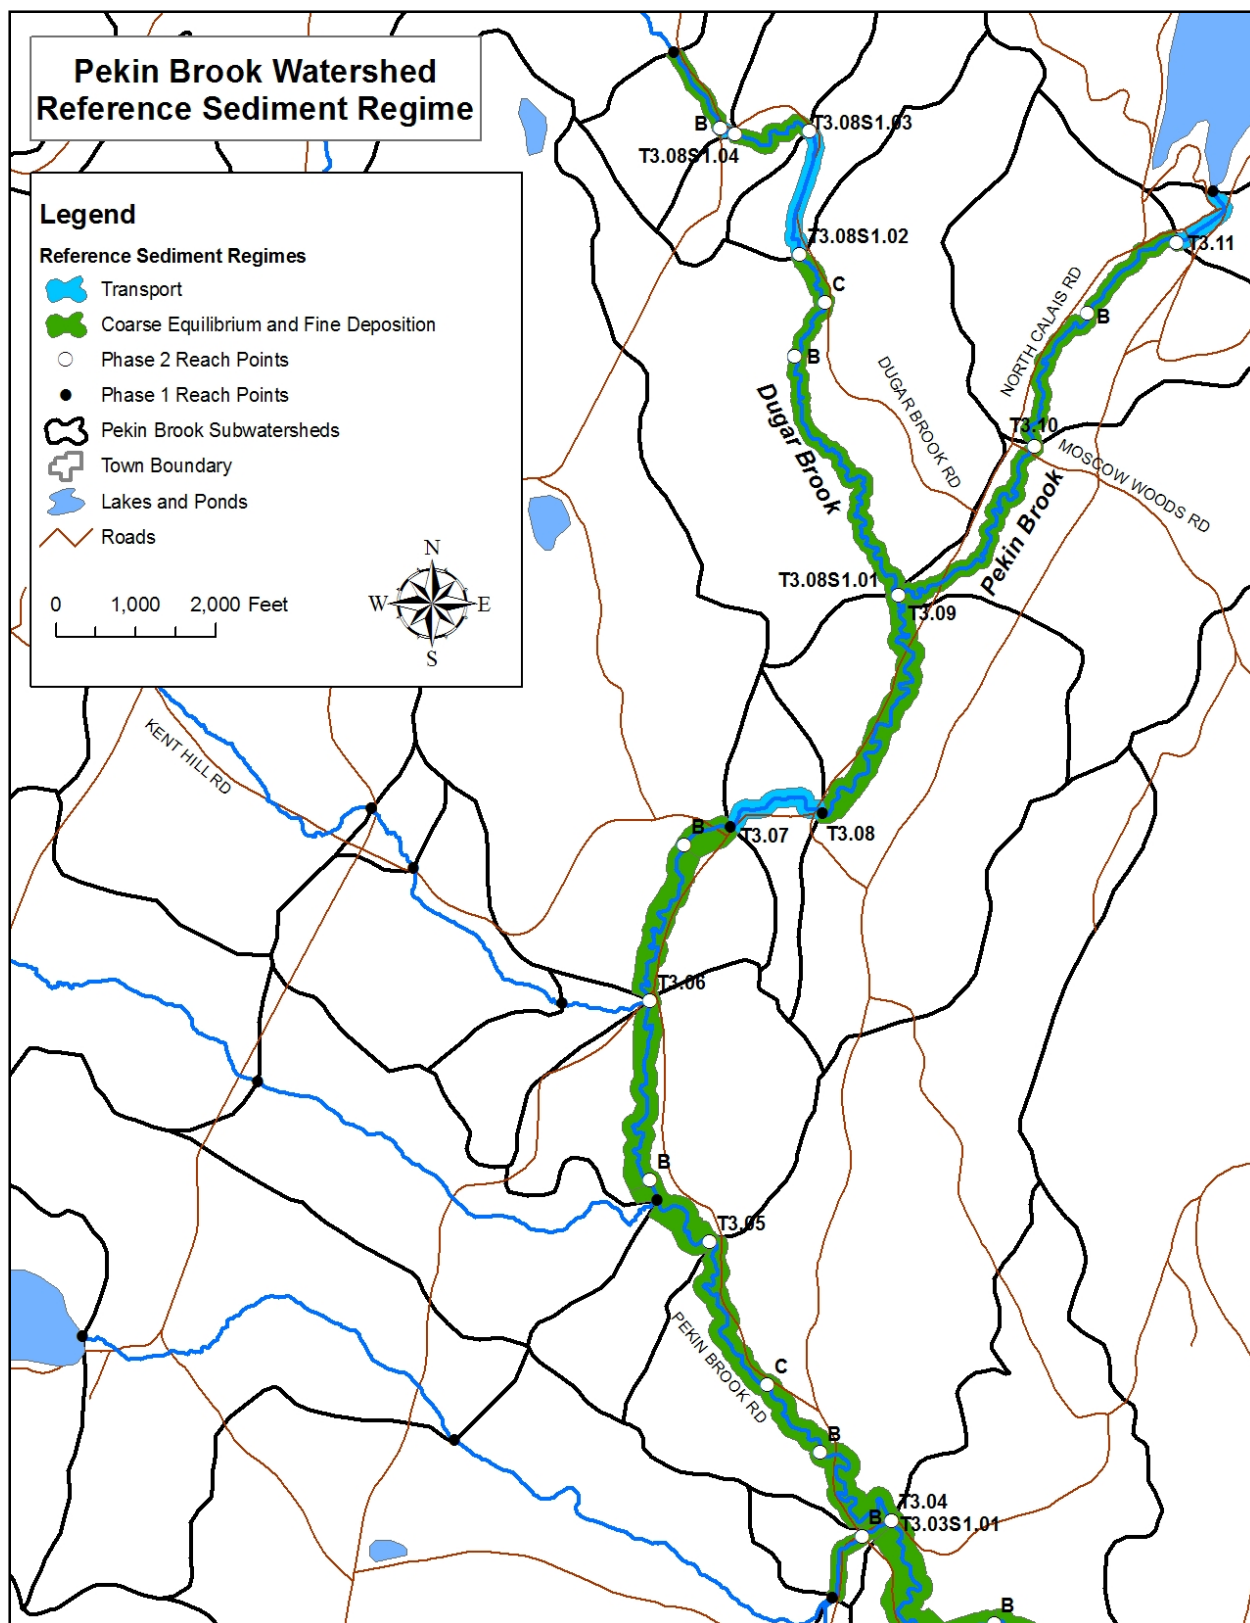 Pekin Brook Watershed
Reference Sediment Regime
Legend
Reference Sediment Regimes
Transport
Coarse Equilibrium and Fine Deposition
Phase 2 Reach Points
Phase 1 Reach Points
Pekin Brook Subwatersheds
Town Boundary
Lakes and Ponds
Roads
0 1,000 2,000 Feet
N
W E
S
B
T3.08S1.03
T3.08S1.04
T3.08S1.02
T3.11
C
B
NORTH CALAIS RD
B
DUGAR BROOK RD
Dugar Brook
T3.10
MOSCOW WOODS RD
Pekin Brook
T3.08S1.01
T3.09
KENT HILL RD
B
T3.07
T3.08
T3.06
B
T3.05
PEKIN BROOK RD
C
B
T3.04
B
T3.03S1.01
B